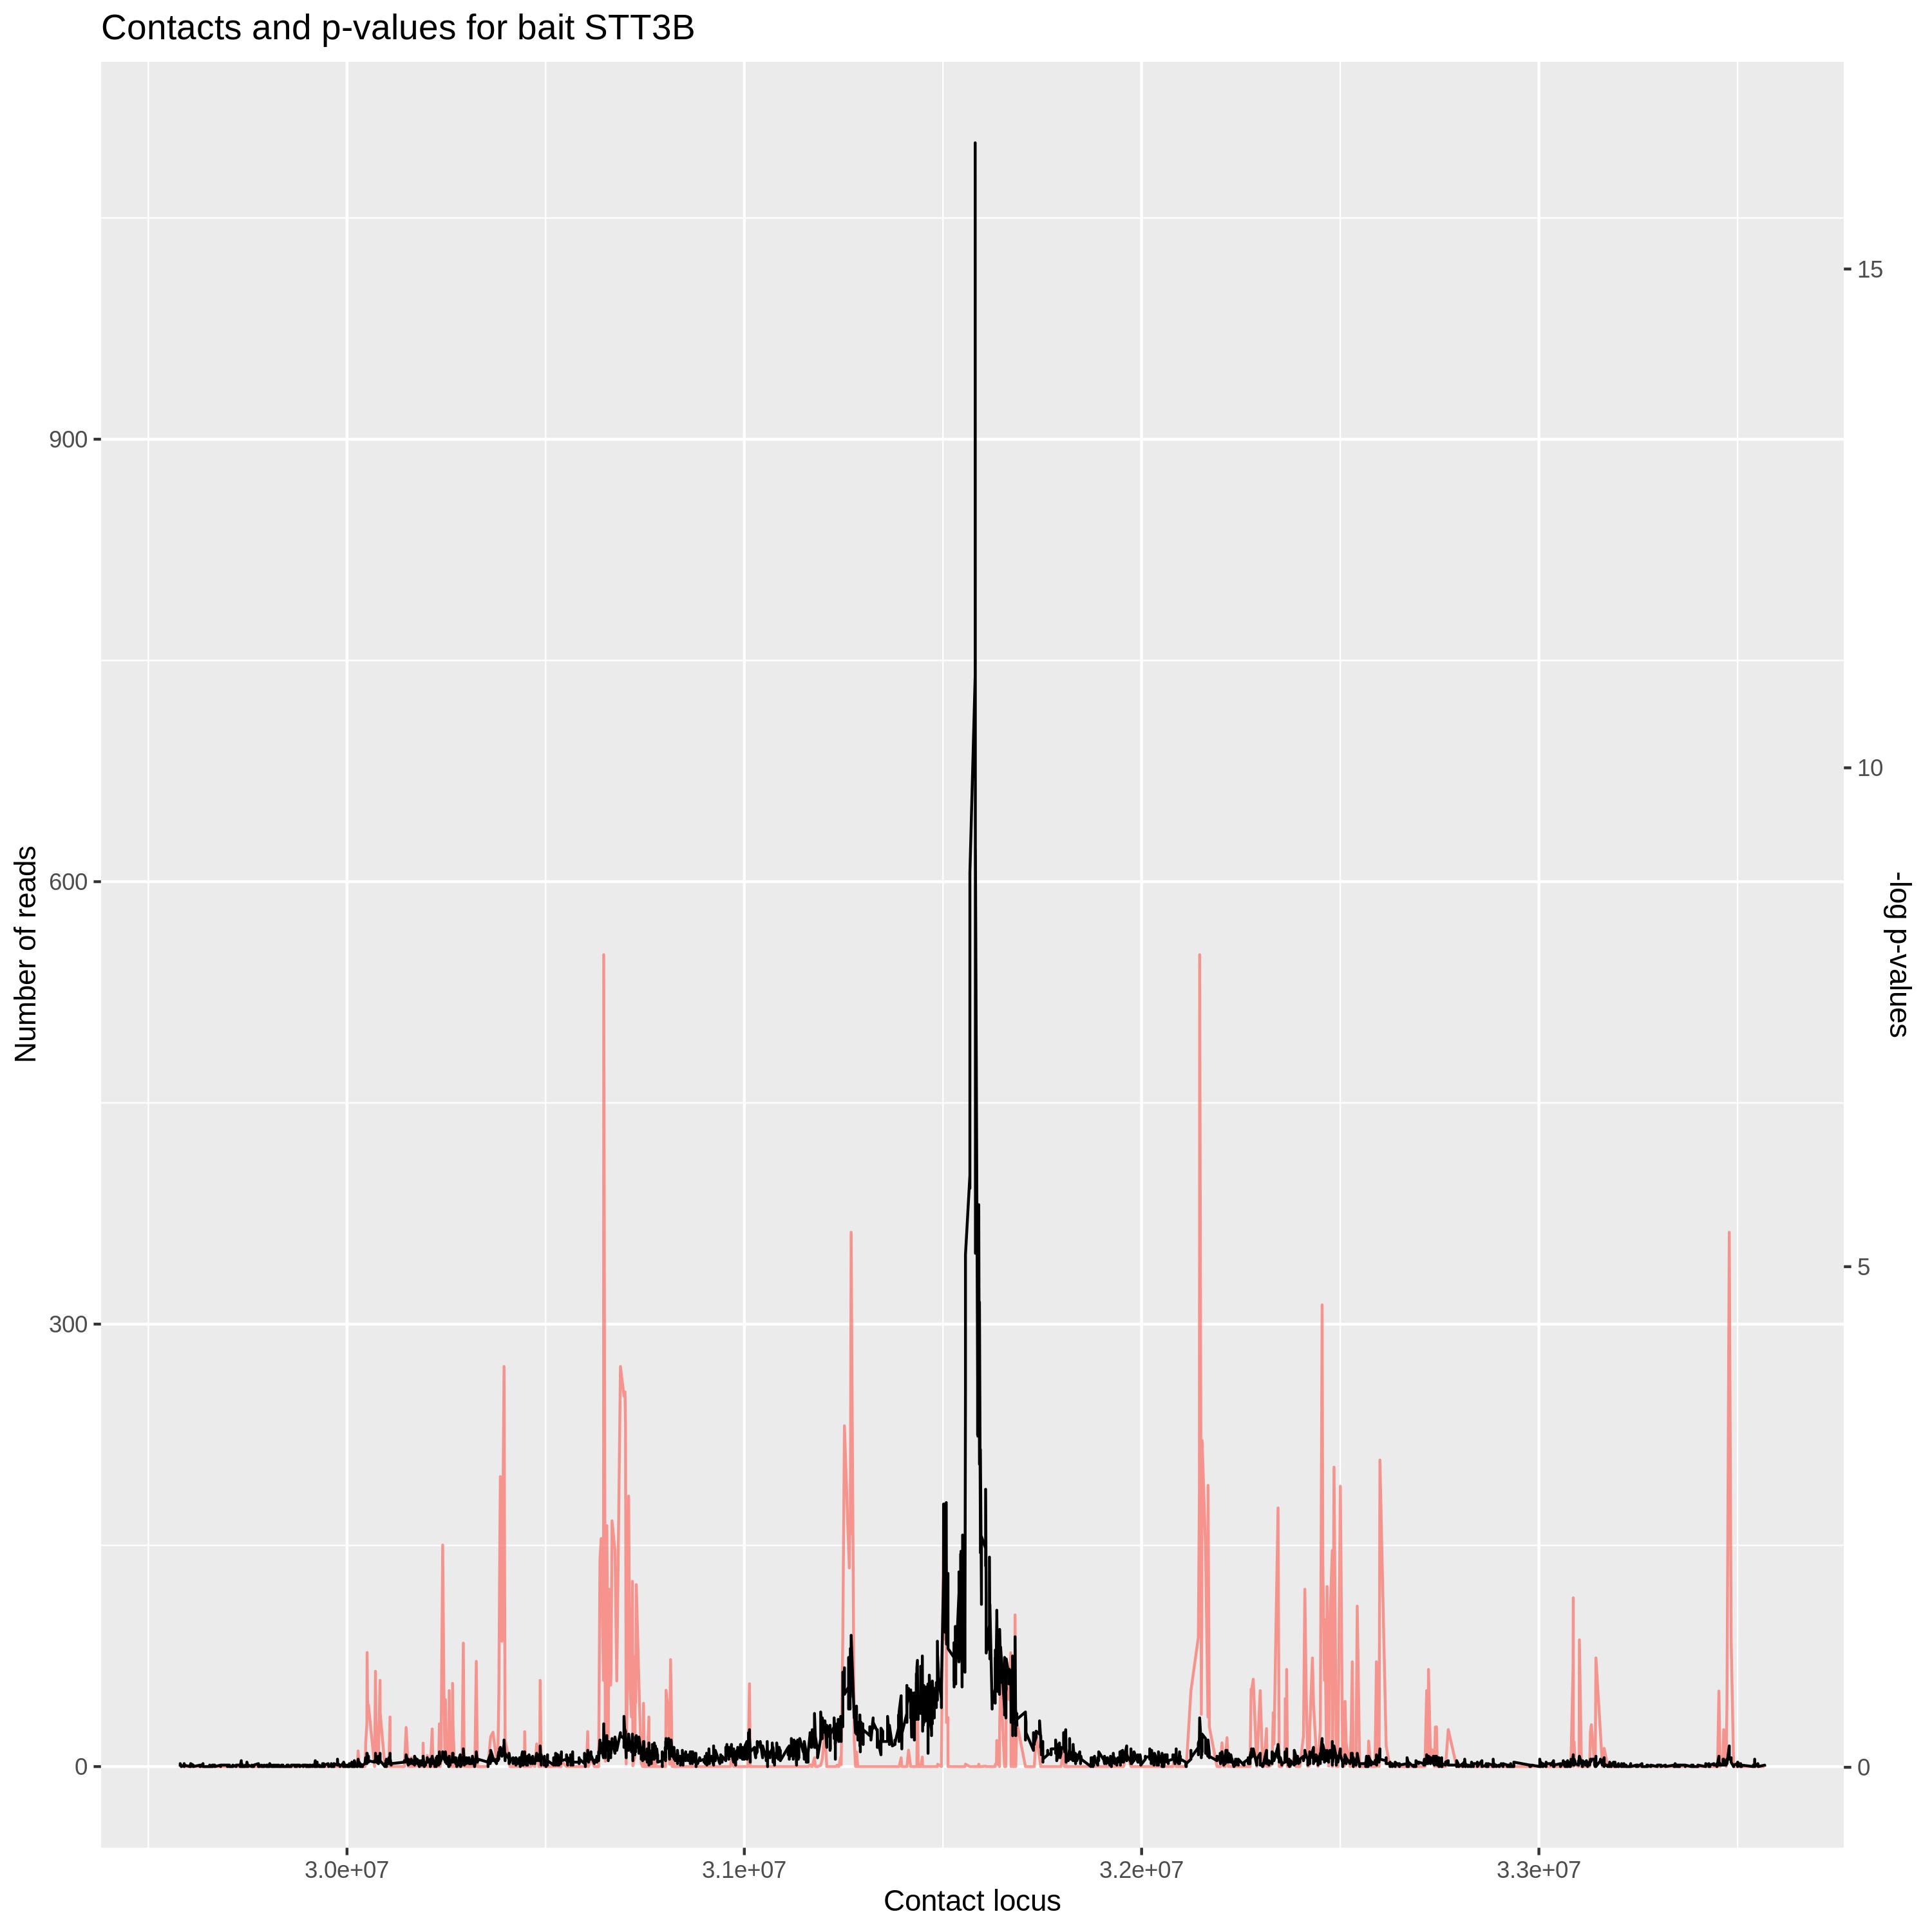 Contacts and p-values for bait STT3B
Number of reads
900
600
300
0
15
10
5
0
-log p-values
3.0e+07
3.1e+07
3.2e+07
3.3e+07
Contact locus